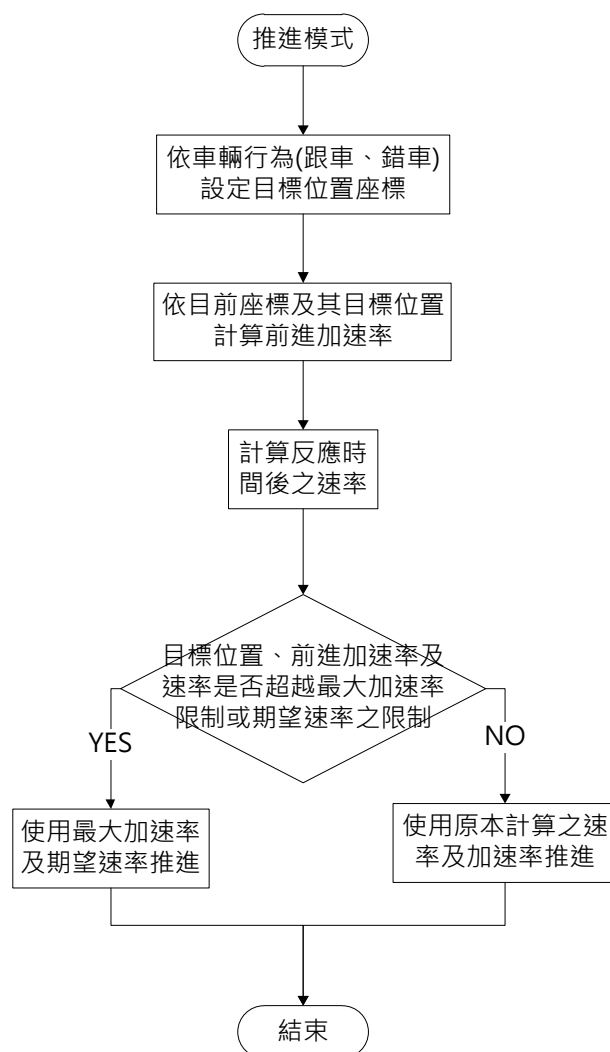 推進模式
依車輛行為(跟車、錯車)
設定目標位置座標
依目前座標及其目標位置
計算前進加速率
計算反應時
間後之速率
目標位置、前進加速率及
速率是否超越最大加速率
限制或期望速率之限制
YES
NO
使用最大加速率
及期望速率推進
使用原本計算之速
率及加速率推進
結束